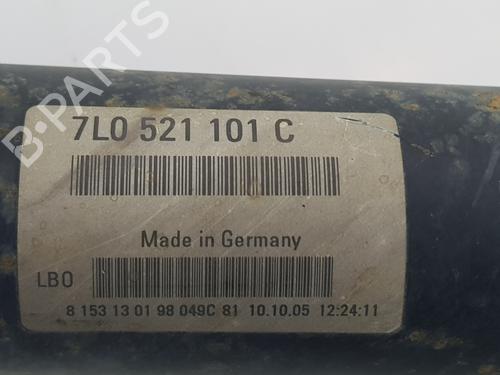 7L0 521 101 C
Made in Germany
LBO
8 153 13 01 98 049C 81 10.10.05 12:24:11
B-PARTS